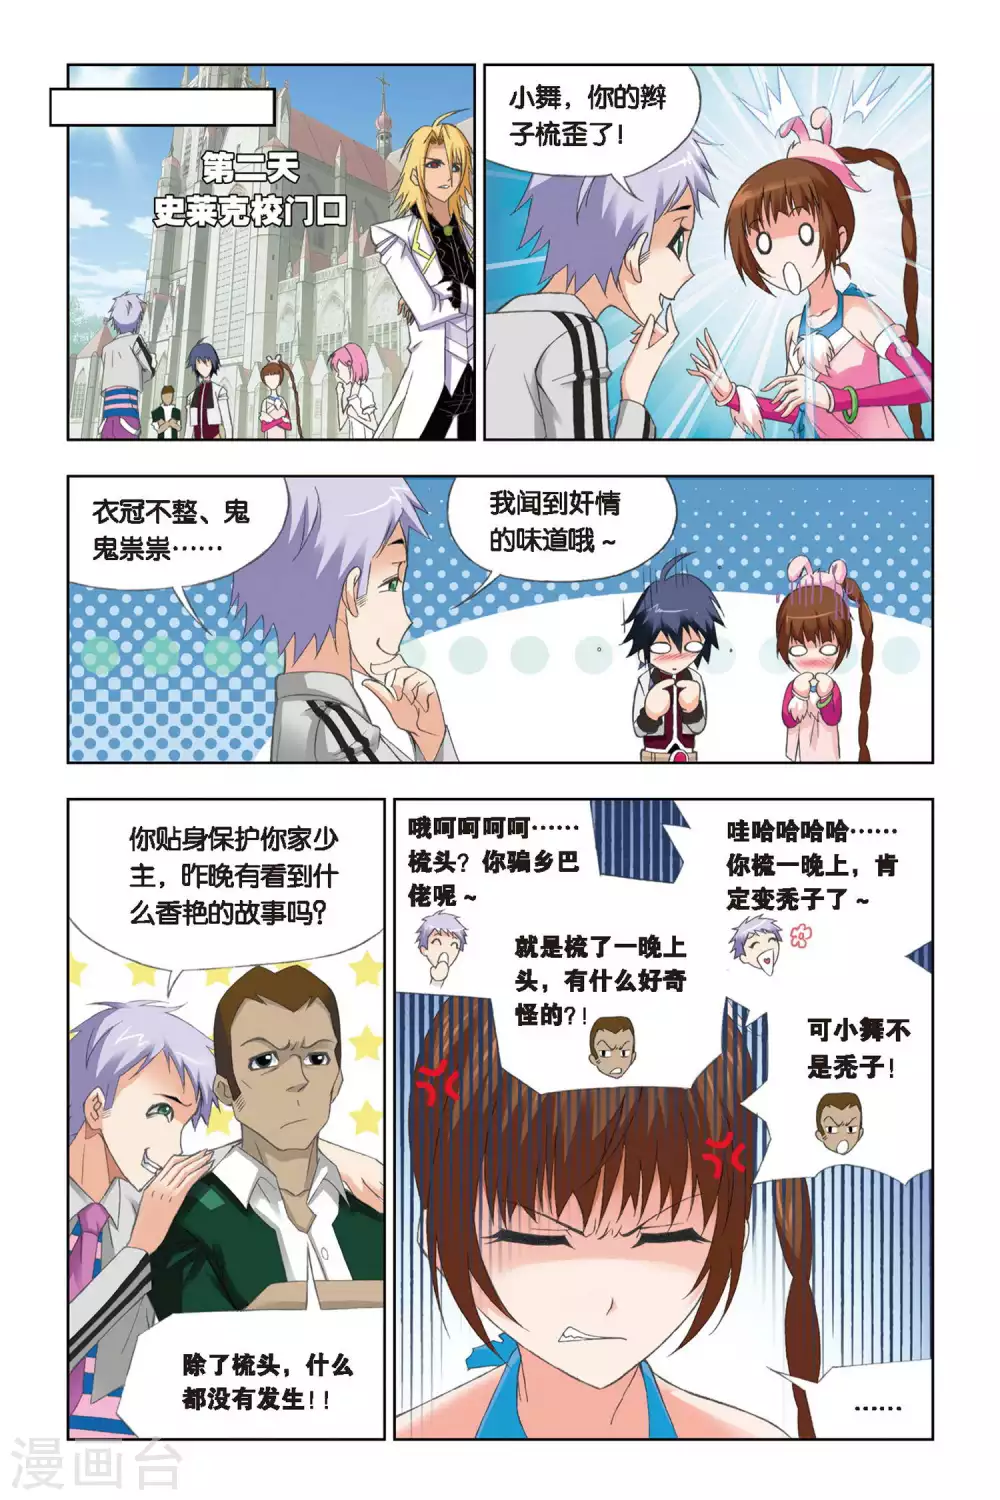 第二天
史莱克校门口
小舞，你的辫
子梳歪了！
衣冠不整、鬼
鬼祟祟……
我闻到奸情
的味道哦～
你贴身保护你家少
主，昨晚有看到什
么香艳的故事吗？
除了梳头，什么
都没有发生！！
哦呵呵呵呵……
梳头？你骗乡巴
佬呢～
就是梳了一晚上
头，有什么好奇
怪的？！
哇哈哈哈哈……
你梳一晚上，肯
定变秃子了～
可小舞不
是秃子！
……
漫画台